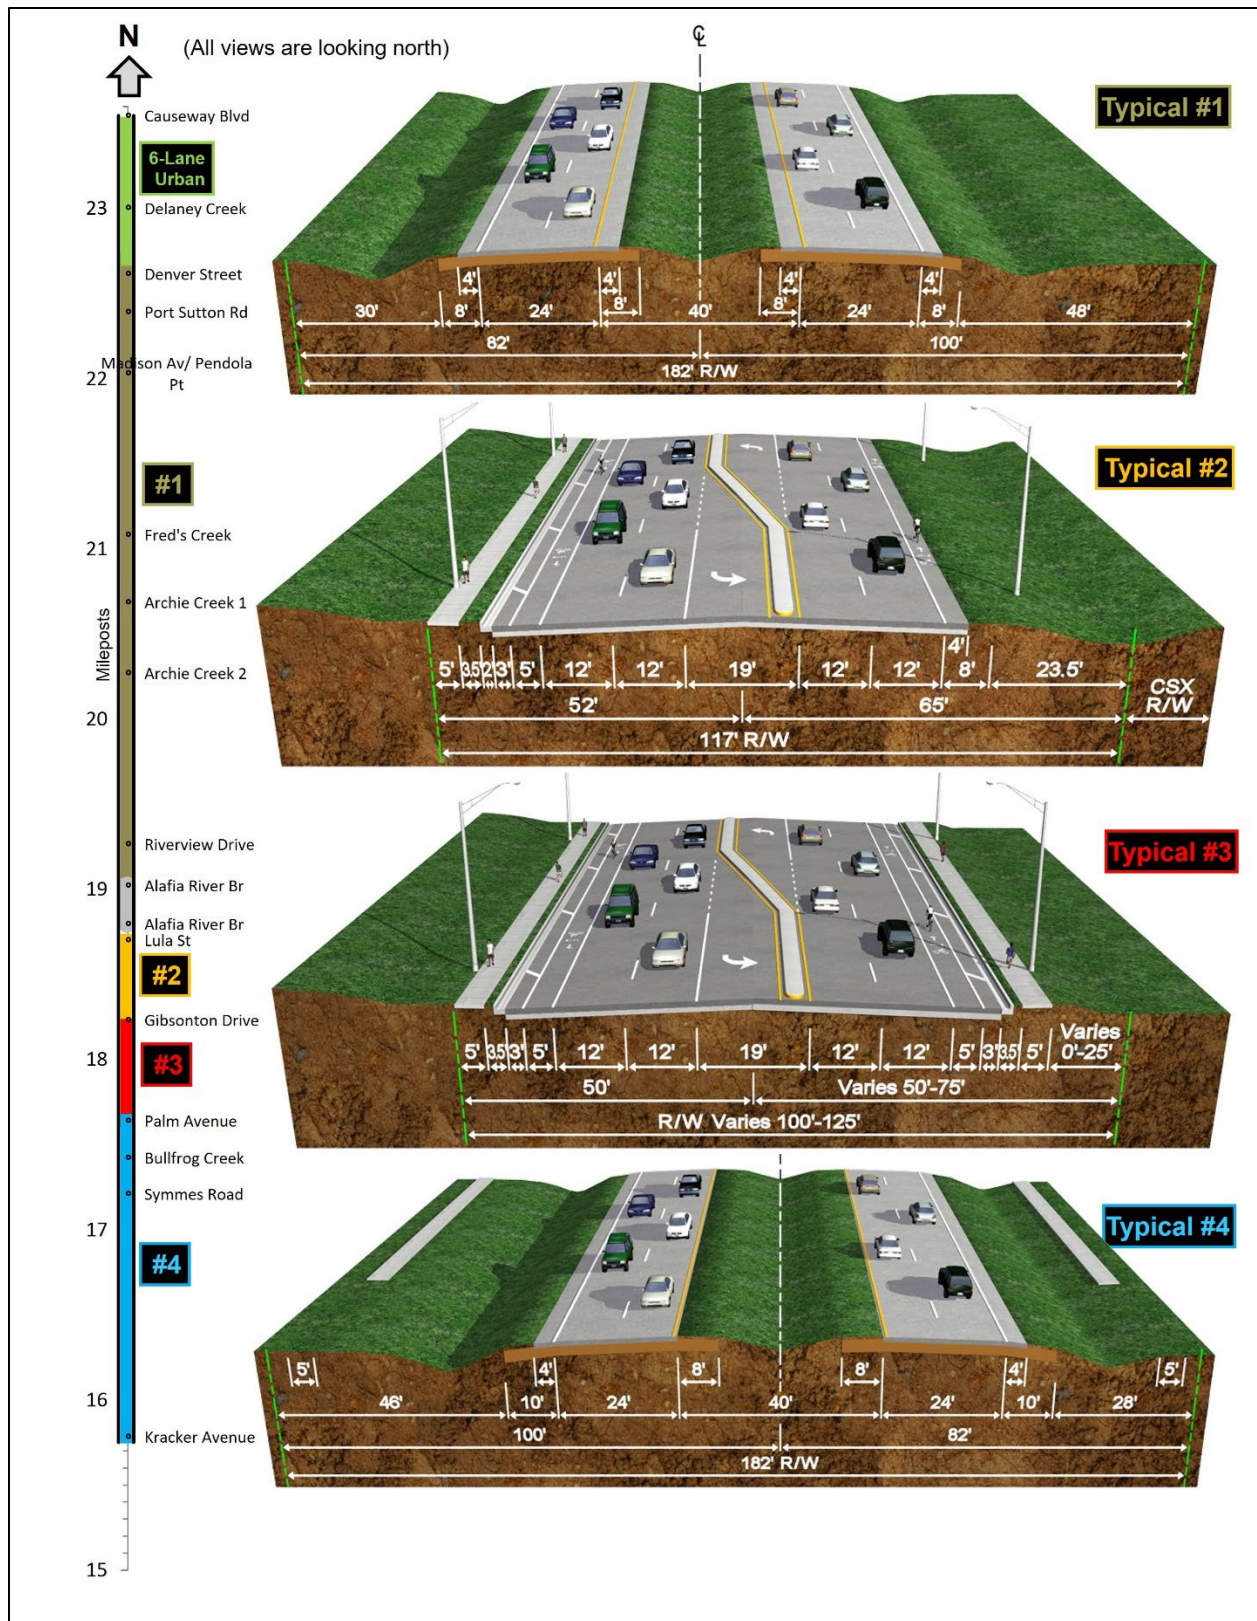 N
(All views are looking north)
℄
Causeway Blvd
6-Lane
Urban
23
Delaney Creek
Denver Street
Port Sutton Rd
Madison Av/ Pendola
Pt
22
#1
Fred's Creek
21
Archie Creek 1
Mileposts
Archie Creek 2
20
Riverview Drive
19
Alafia River Br
Alafia River Br
Lula St
#2
Gibsonton Drive
18
#3
Palm Avenue
Bullfrog Creek
Symmes Road
17
#4
16
Kracker Avenue
15
Typical #1
4' 4' 4' 4'
8' 8'
30' 8' 24' 40' 24' 8' 48'
82' 100'
182' R/W
Typical #2
4'
5' 3.5' 2' 3' 5' 12' 12' 19' 12' 12' 8' 23.5'
CSX
R/W
52' 65'
117' R/W
Typical #3
Varies
0'-25'
5' 3.5' 3' 5' 12' 12' 19' 12' 12' 5' 3' 3.5' 5'
50' Varies 50'-75'
R/W Varies 100'-125'
Typical #4
5' 4' 8' 8' 4' 5'
46' 10' 24' 40' 24' 10' 28'
100' 82'
182' R/W